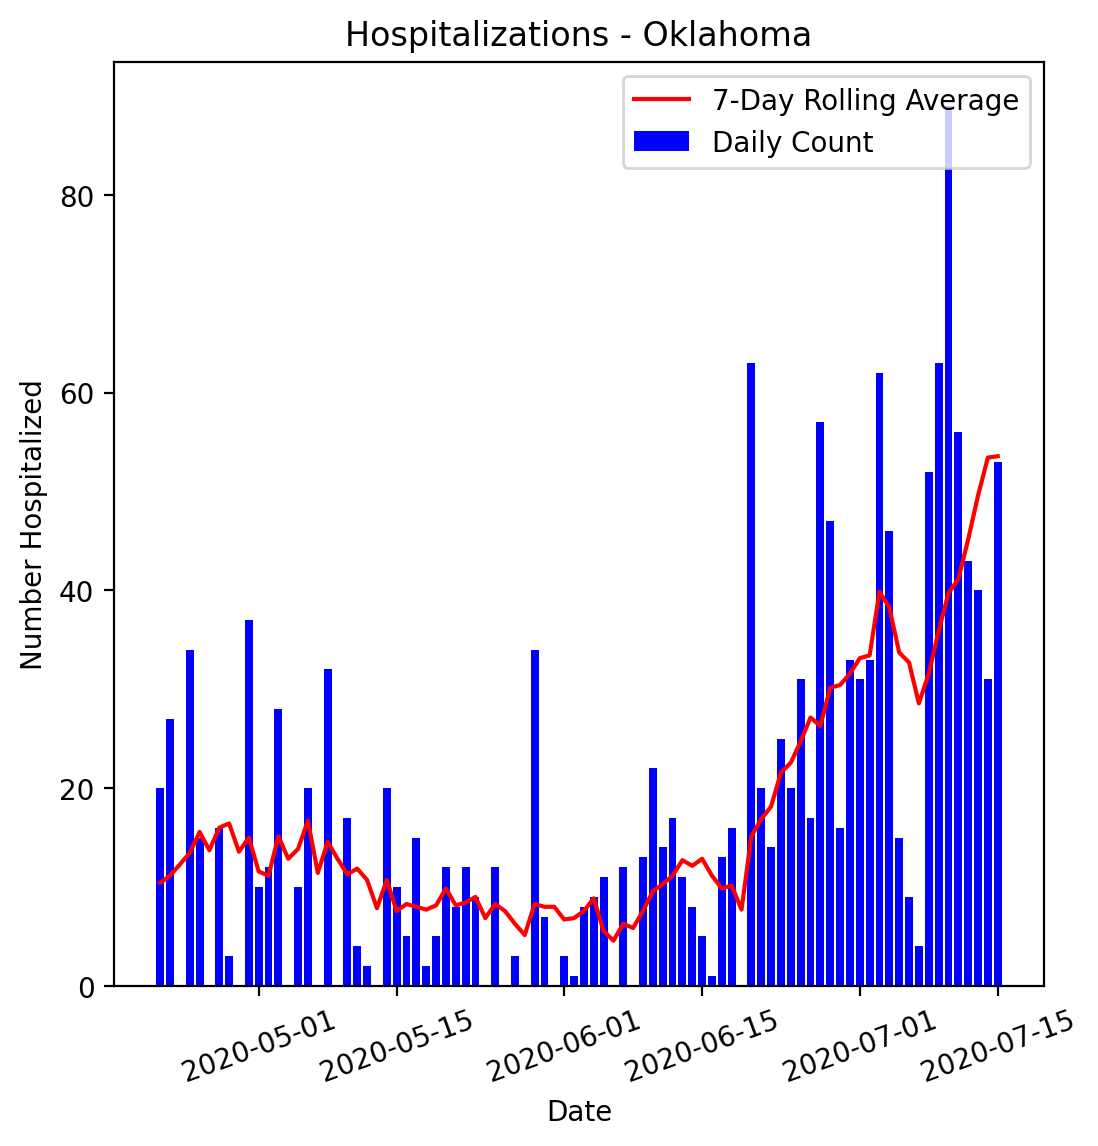 Hospitalizations - Oklahoma
7-Day Rolling Average
Daily Count
Number Hospitalized
80
60
40
20
0
2020-05-01
2020-05-15
2020-06-01
2020-06-15
2020-07-01
2020-07-15
Date